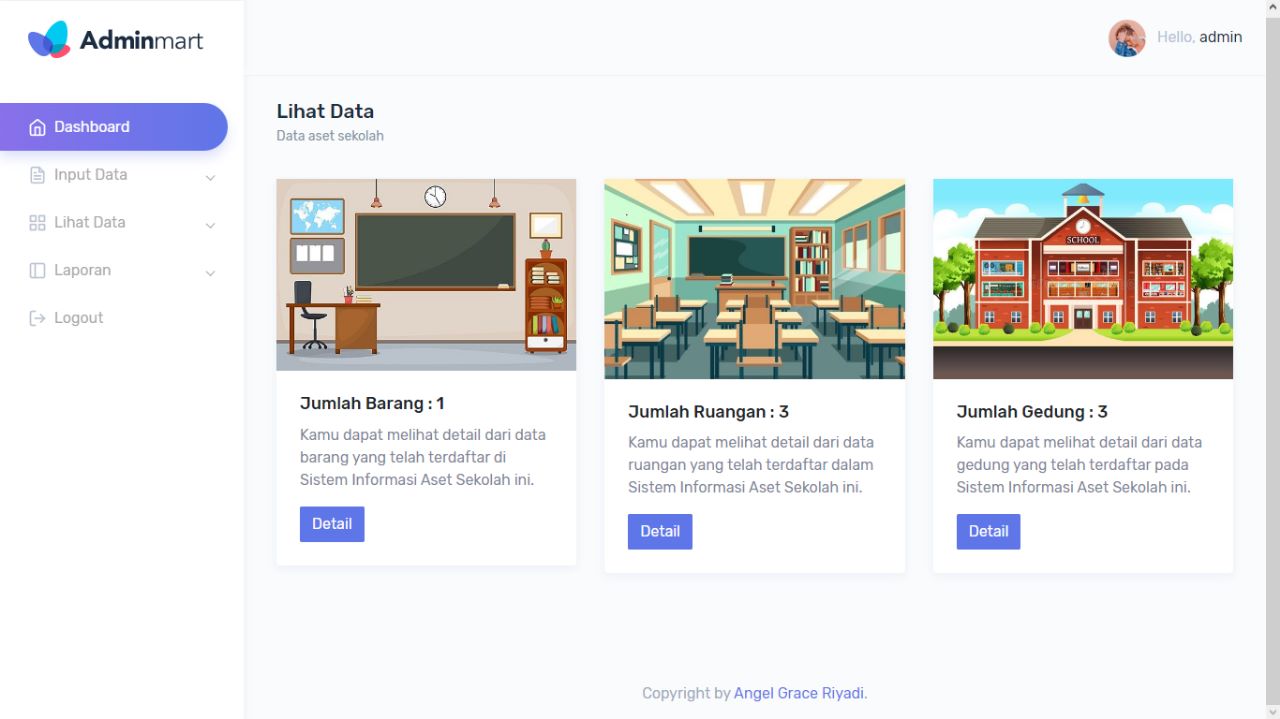 Adminmart
Hello, admin
Dashboard
Input Data
Lihat Data
Laporan
Logout
Lihat Data
Data aset sekolah
SCHOOL
Jumlah Barang : 1
Kamu dapat melihat detail dari data
barang yang telah terdaftar di
Sistem Informasi Aset Sekolah ini.
Detail
Jumlah Ruangan : 3
Kamu dapat melihat detail dari data
ruangan yang telah terdaftar dalam
Sistem Informasi Aset Sekolah ini.
Detail
Jumlah Gedung : 3
Kamu dapat melihat detail dari data
gedung yang telah terdaftar pada
Sistem Informasi Aset Sekolah ini.
Detail
Copyright by Angel Grace Riyadi.